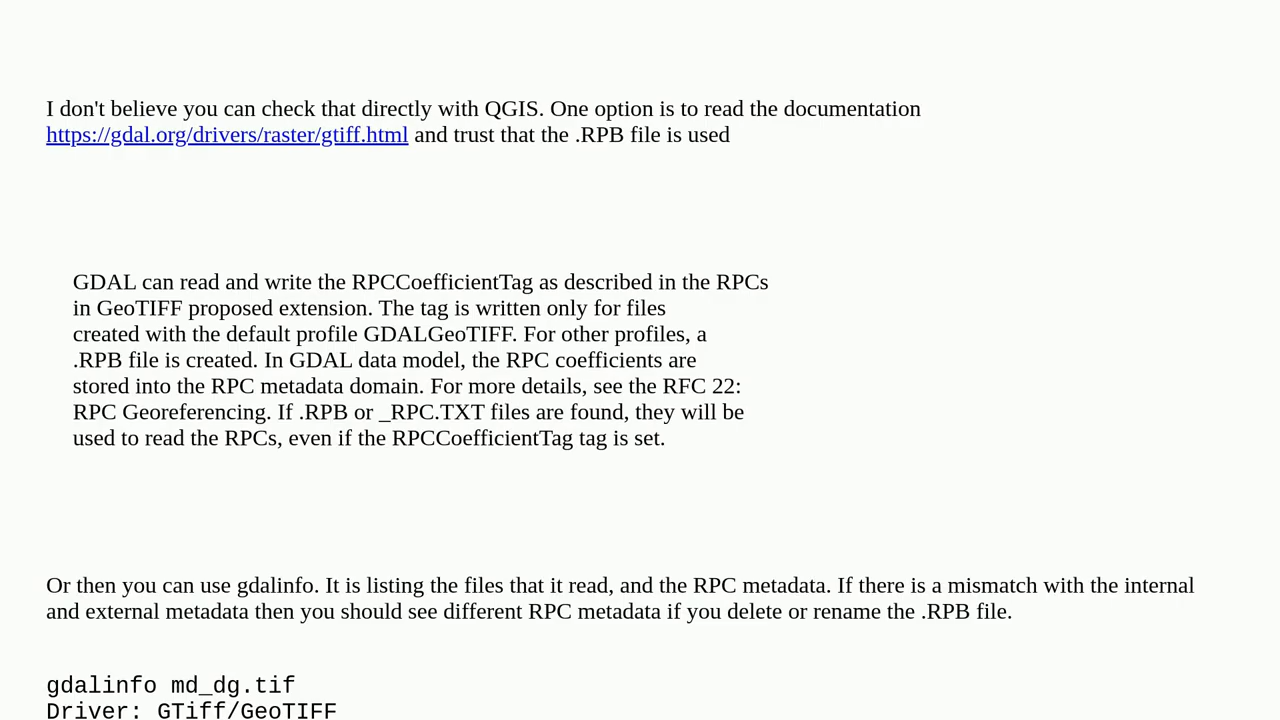 I don't believe you can check that directly with QGIS. One option is to read the documentation
https://gdal.org/drivers/raster/gtiff.html and trust that the .RPB file is used
GDAL can read and write the RPCCoefficientTag as described in the RPCs
in GeoTIFF proposed extension. The tag is written only for files
created with the default profile GDALGeoTIFF. For other profiles, a
.RPB file is created. In GDAL data model, the RPC coefficients are
stored into the RPC metadata domain. For more details, see the RFC 22:
RPC Georeferencing. If .RPB or _RPC.TXT files are found, they will be
used to read the RPCs, even if the RPCCoefficientTag tag is set.
Or then you can use gdalinfo. It is listing the files that it read, and the RPC metadata. If there is a mismatch with the internal
and external metadata then you should see different RPC metadata if you delete or rename the .RPB file.
gdalinfo md_dg.tif
Driver: GTiff/GeoTIFF